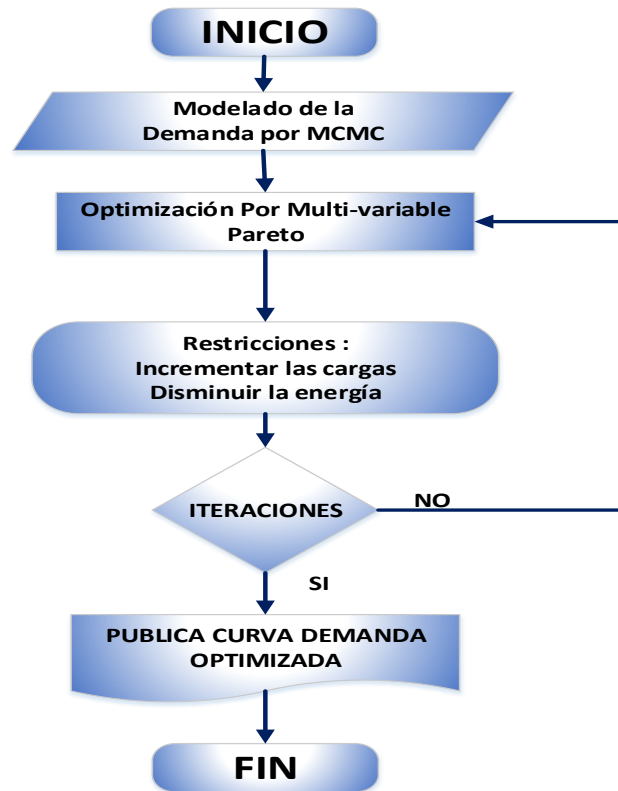 INICIO
Modelado de la
Demanda por MCMC
Optimización Por Multi-variable
Pareto
Restricciones :
Incrementar las cargas
Disminuir la energía
ITERACIONES
NO
SI
PUBLICA CURVA DEMANDA
OPTIMIZADA
FIN